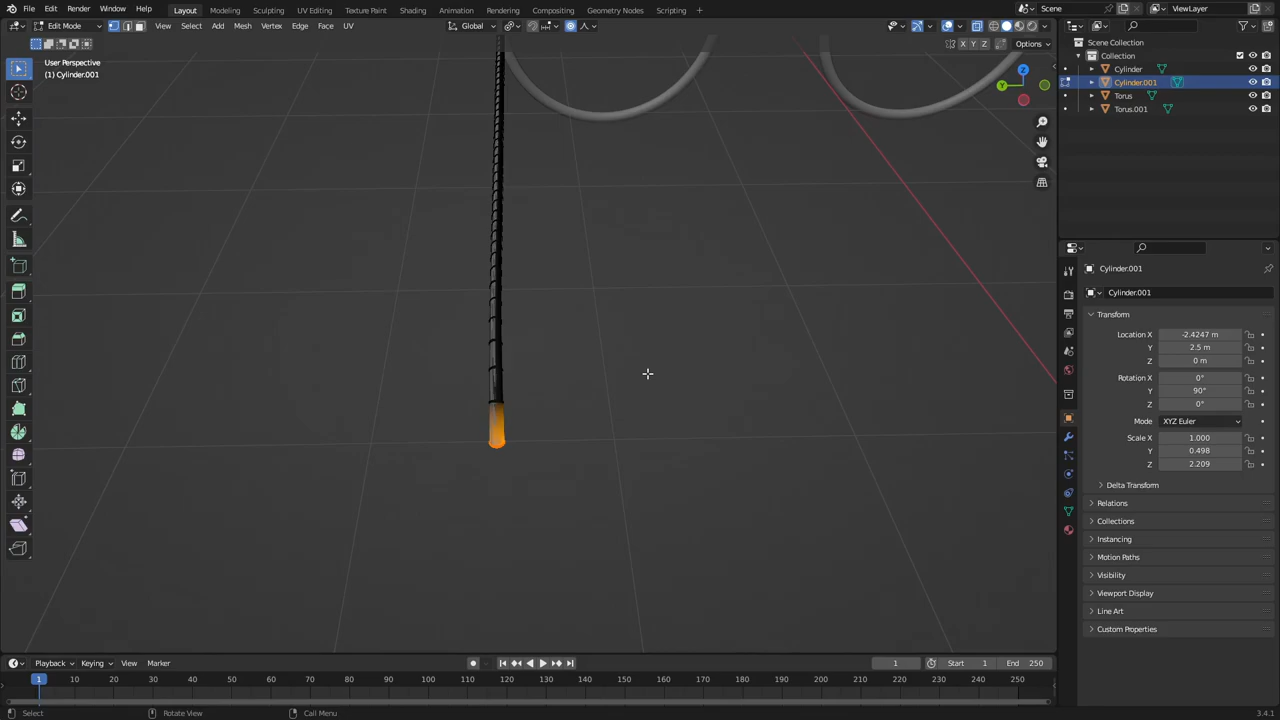 File Edit Render Window Help Layout Modeling Sculpting UV Editing Texture Paint Shading Animation Rendering Compositing Geometry Nodes Scripting + Scene ViewLayer
Edit Mode View Select Add Mesh Vertex Edge Face UV Global
X Y Z Options
User Perspective
(1) Cylinder.001
Z
Y
Scene Collection
Collection
Cylinder
Cylinder.001
Torus
Torus.001
Cylinder.001
Cylinder.001
Transform
Location X -2.4247 m
Y 2.5 m
Z 0 m
Rotation X 0°
Y 90°
Z 0°
Mode XYZ Euler
Scale X 1.000
Y 0.498
Z 2.209
Delta Transform
Relations
Collections
Instancing
Motion Paths
Visibility
Viewport Display
Line Art
Custom Properties
Playback Keying View Marker 1 Start 1 End 250
1 10 20 30 40 50 60 70 80 90 100 110 120 130 140 150 160 170 180 190 200 210 220 230 240 250
Select Rotate View Call Menu 3.4.1